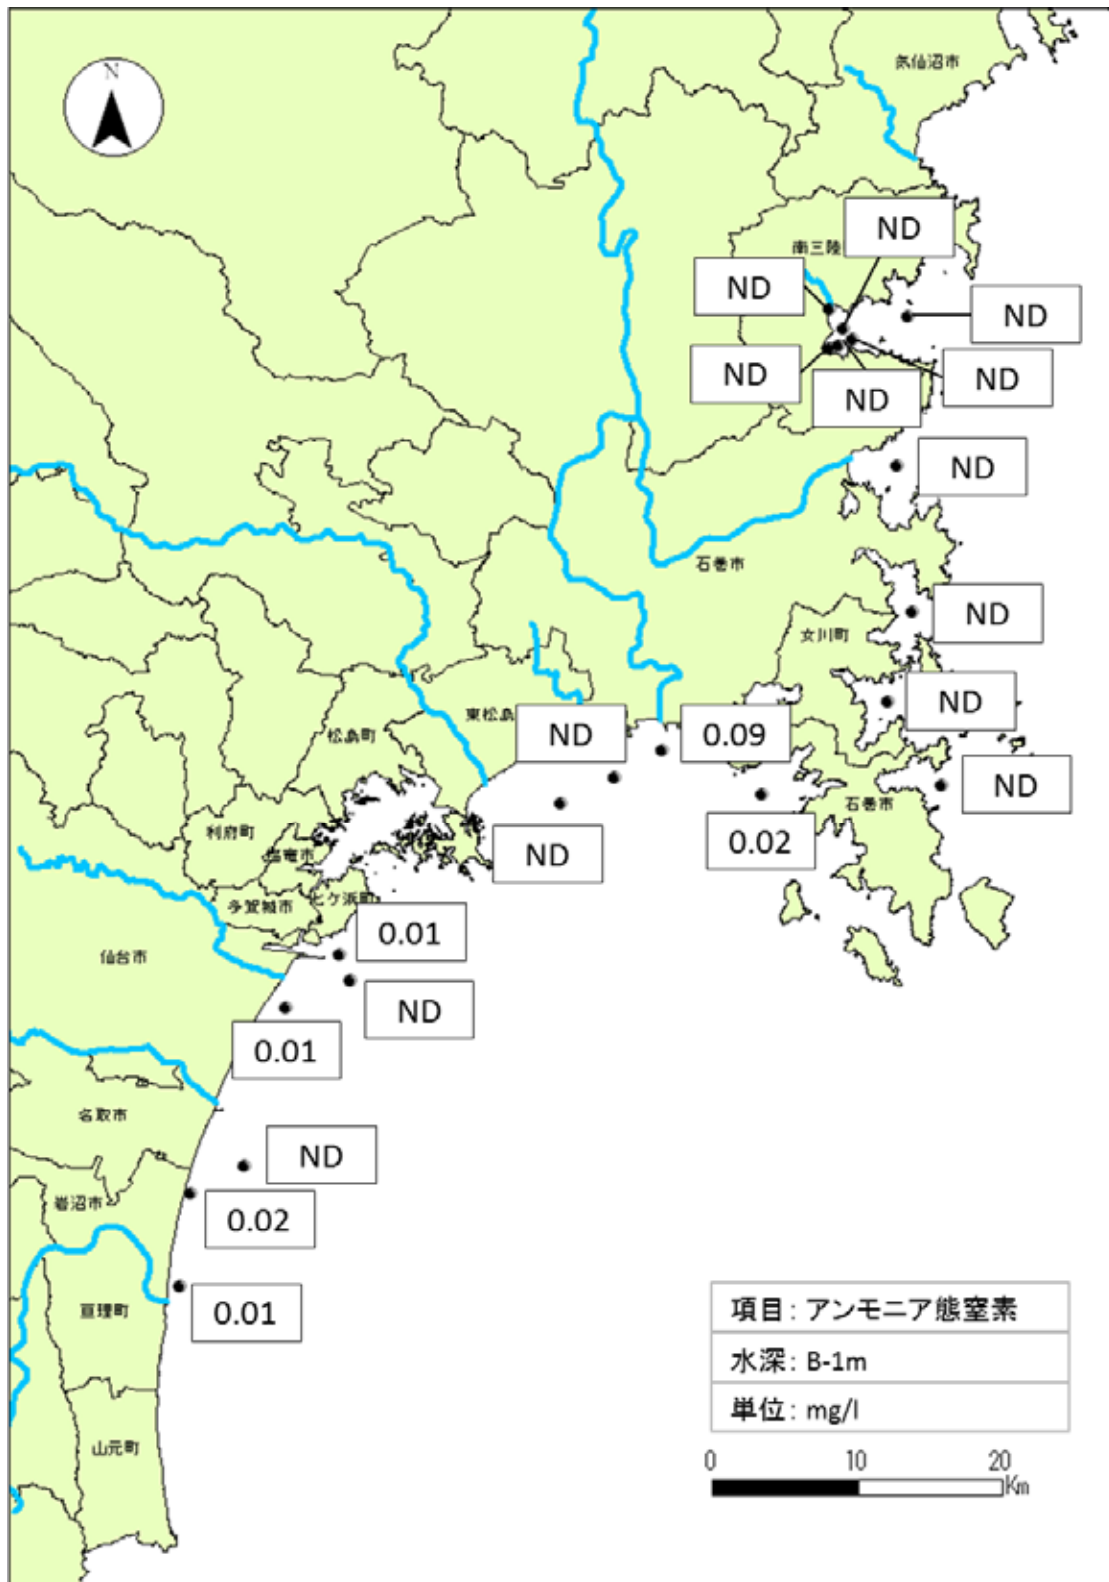 N
気仙沼市
ND
南三陸
ND
ND
ND
ND
ND
ND
石巻市
ND
女川町
ND
東松島
ND
0.09
松島町
ND
石巻市
利府町
ND
0.02
塩竜市
七ケ浜町
多賀城市
0.01
仙台市
ND
0.01
名取市
ND
岩沼市
0.02
亘理町
0.01
項目: アンモニア態窒素
水深: B-1m
単位: mg/l
山元町
0 10 20
Km